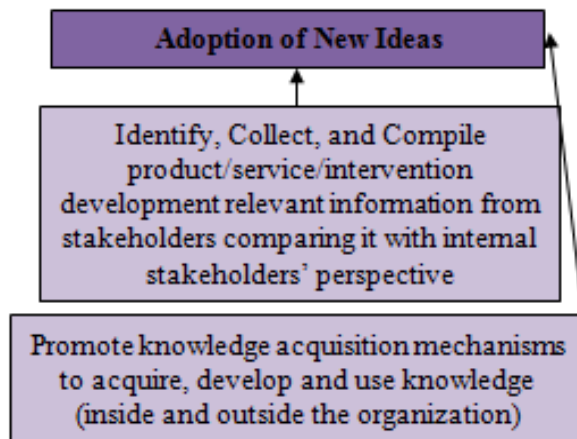 Adoption of New Ideas
Identify, Collect, and Compile
product/service/intervention
development relevant information from
stakeholders comparing it with internal
stakeholders’ perspective
Promote knowledge acquisition mechanisms
to acquire, develop and use knowledge
(inside and outside the organization)